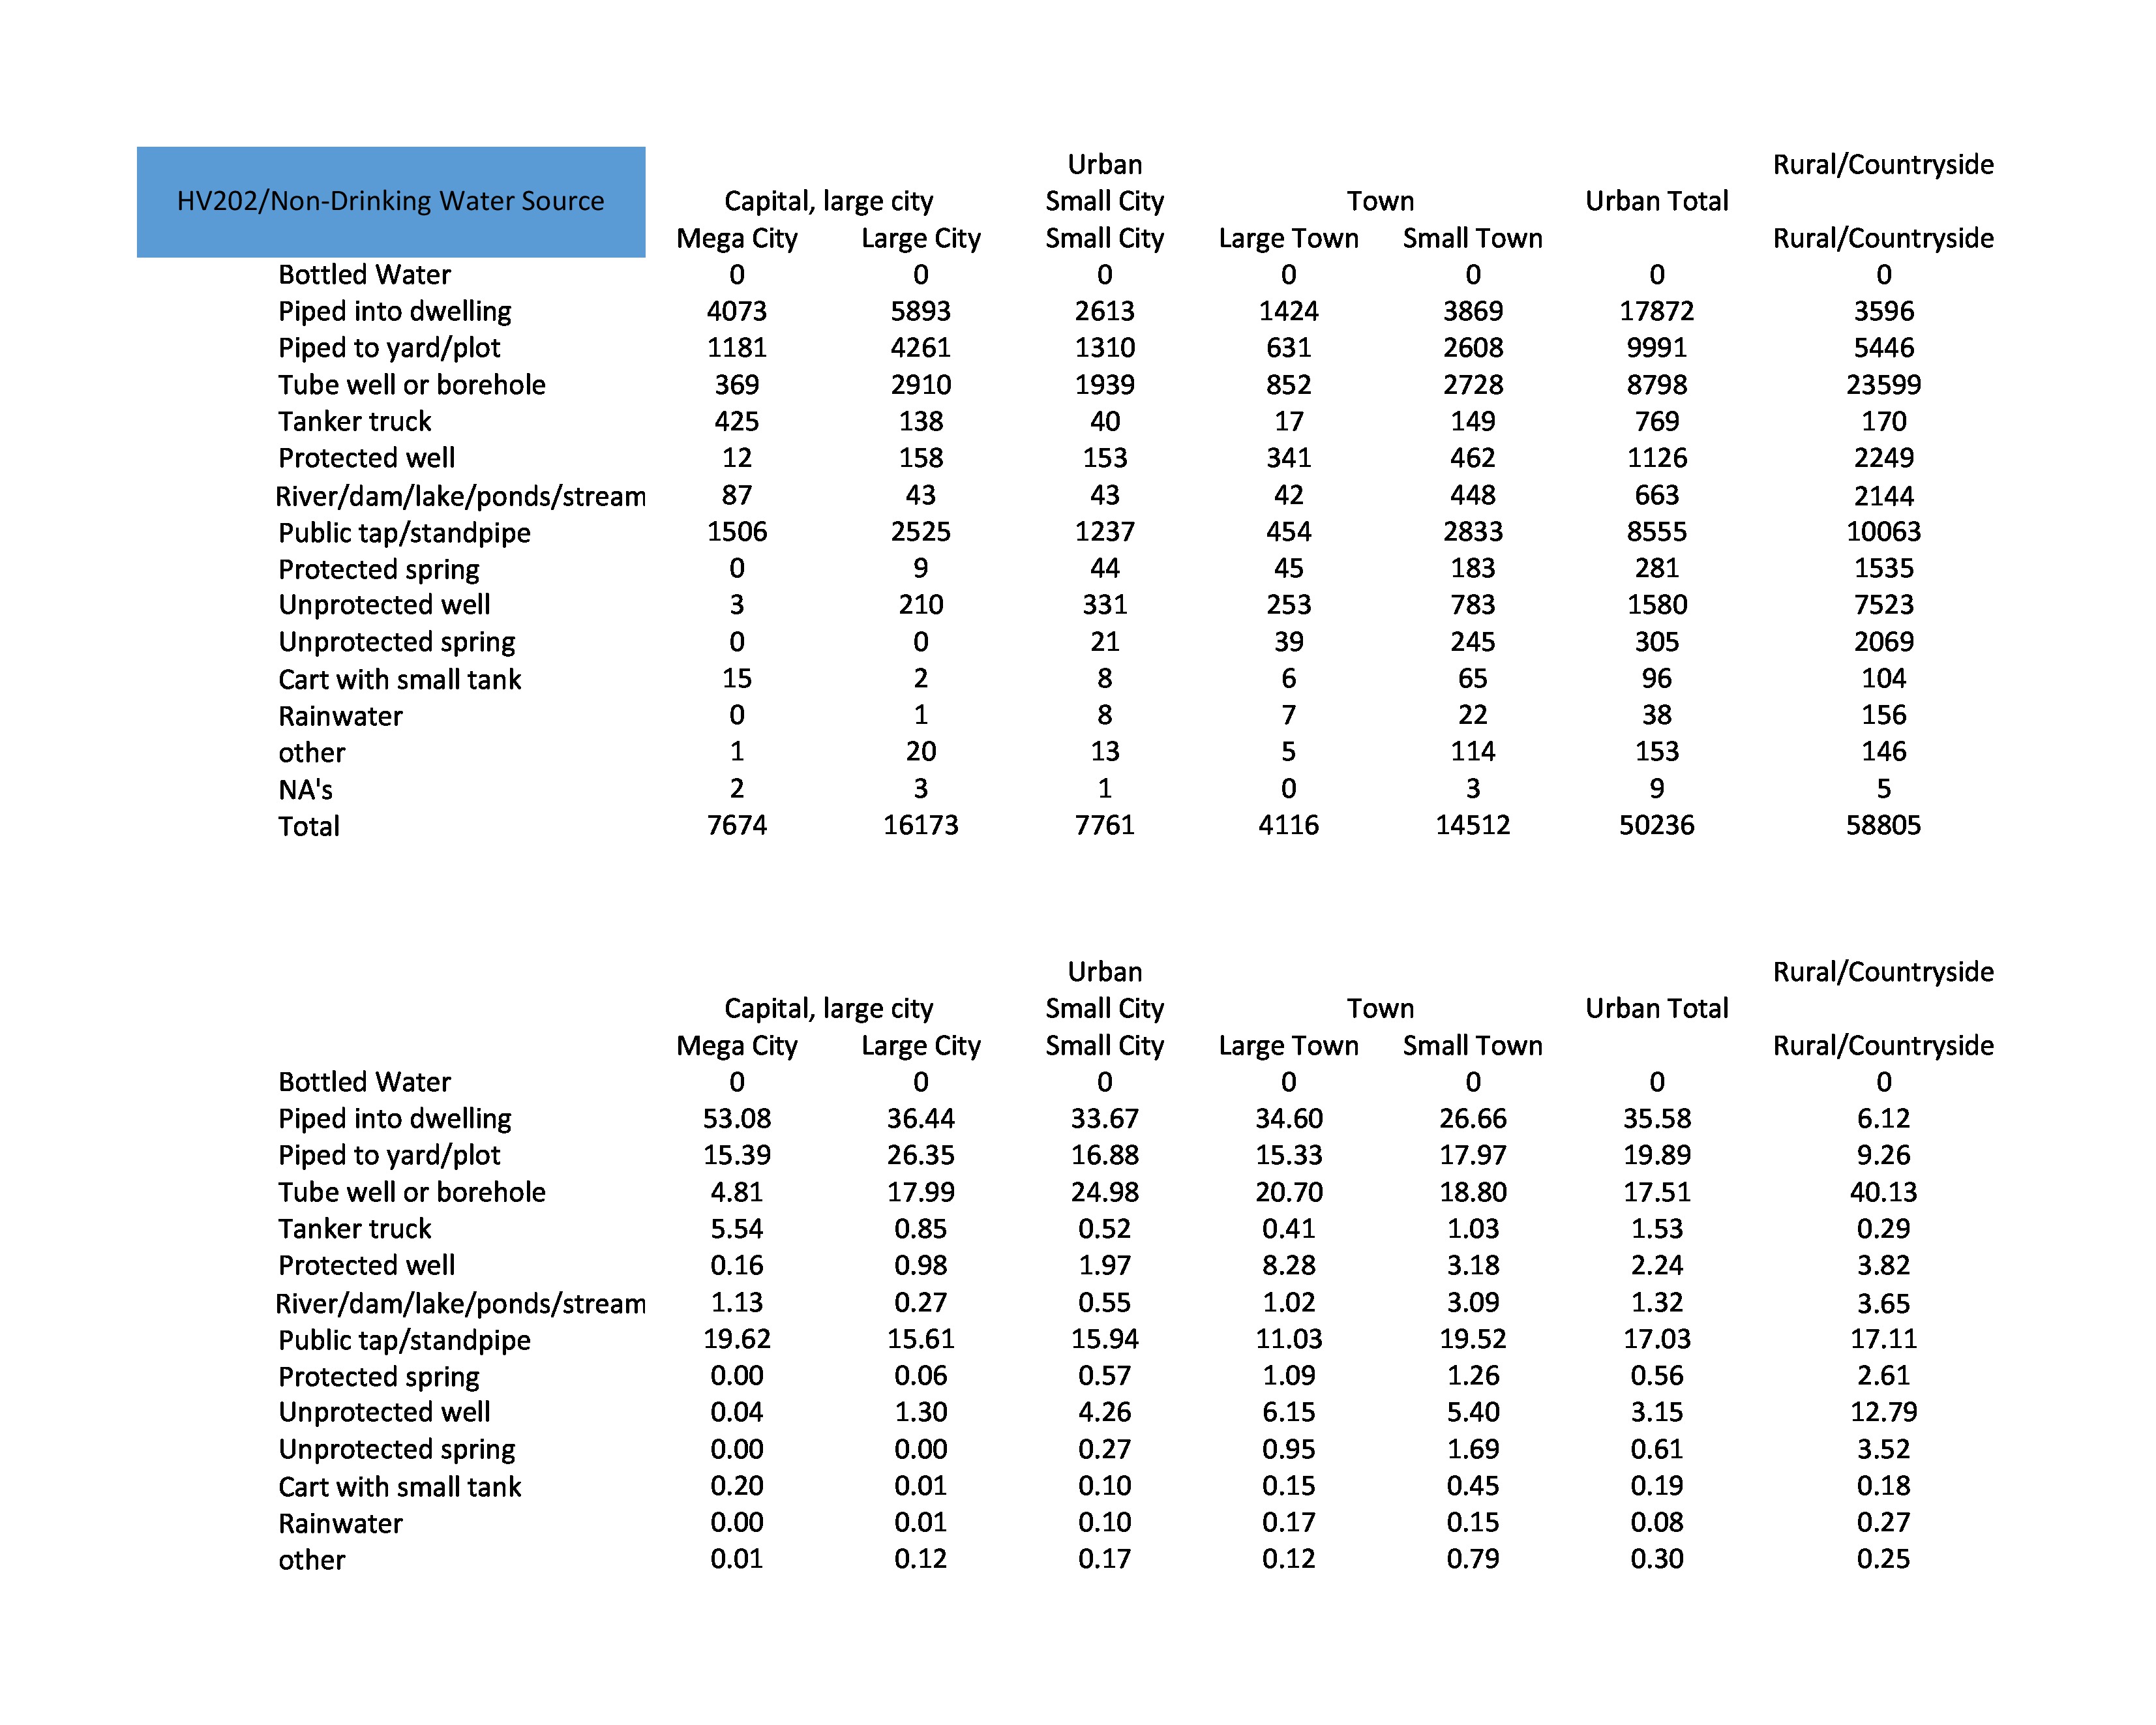 Urban Rural/Countryside
HV202/Non-Drinking Water Source Capital, large city Small City Town Urban Total
Mega City Large City Small City Large Town Small Town Rural/Countryside
Bottled Water 0 0 0 0 0 0 0
Piped into dwelling 4073 5893 2613 1424 3869 17872 3596
Piped to yard/plot 1181 4261 1310 631 2608 9991 5446
Tube well or borehole 369 2910 1939 852 2728 8798 23599
Tanker truck 425 138 40 17 149 769 170
Protected well 12 158 153 341 462 1126 2249
River/dam/lake/ponds/stream 87 43 43 42 448 663 2144
Public tap/standpipe 1506 2525 1237 454 2833 8555 10063
Protected spring 0 9 44 45 183 281 1535
Unprotected well 3 210 331 253 783 1580 7523
Unprotected spring 0 0 21 39 245 305 2069
Cart with small tank 15 2 8 6 65 96 104
Rainwater 0 1 8 7 22 38 156
other 1 20 13 5 114 153 146
NA's 2 3 1 0 3 9 5
Total 7674 16173 7761 4116 14512 50236 58805
Urban Rural/Countryside
Capital, large city Small City Town Urban Total
Mega City Large City Small City Large Town Small Town Rural/Countryside
Bottled Water 0 0 0 0 0 0 0
Piped into dwelling 53.08 36.44 33.67 34.60 26.66 35.58 6.12
Piped to yard/plot 15.39 26.35 16.88 15.33 17.97 19.89 9.26
Tube well or borehole 4.81 17.99 24.98 20.70 18.80 17.51 40.13
Tanker truck 5.54 0.85 0.52 0.41 1.03 1.53 0.29
Protected well 0.16 0.98 1.97 8.28 3.18 2.24 3.82
River/dam/lake/ponds/stream 1.13 0.27 0.55 1.02 3.09 1.32 3.65
Public tap/standpipe 19.62 15.61 15.94 11.03 19.52 17.03 17.11
Protected spring 0.00 0.06 0.57 1.09 1.26 0.56 2.61
Unprotected well 0.04 1.30 4.26 6.15 5.40 3.15 12.79
Unprotected spring 0.00 0.00 0.27 0.95 1.69 0.61 3.52
Cart with small tank 0.20 0.01 0.10 0.15 0.45 0.19 0.18
Rainwater 0.00 0.01 0.10 0.17 0.15 0.08 0.27
other 0.01 0.12 0.17 0.12 0.79 0.30 0.25